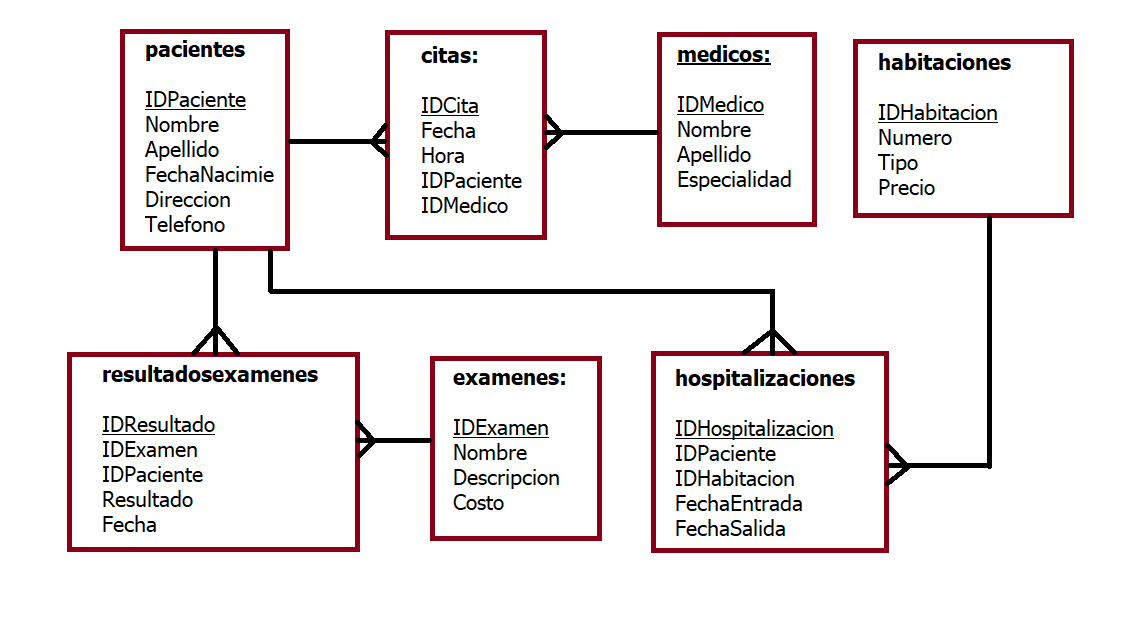 pacientes
IDPaciente
Nombre
Apellido
FechaNacimie
Direccion
Telefono
citas:
IDCita
Fecha
Hora
IDPaciente
IDMedico
medicos:
IDMedico
Nombre
Apellido
Especialidad
habitaciones
IDHabitacion
Numero
Tipo
Precio
resultadosexamenes
IDResultado
IDExamen
IDPaciente
Resultado
Fecha
examenes:
IDExamen
Nombre
Descripcion
Costo
hospitalizaciones
IDHospitalizacion
IDPaciente
IDHabitacion
FechaEntrada
FechaSalida